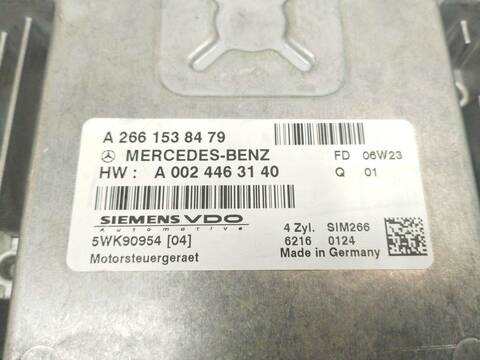 A 266 153 84 79
MERCEDES-BENZ FD 06W23
HW : A 002 446 31 40 Q 01
SIEMENS VDO
Automotive
4 Zyl. SIM266
5WK90954 [04] 6216 0124
Motorsteuergeraet Made in Germany